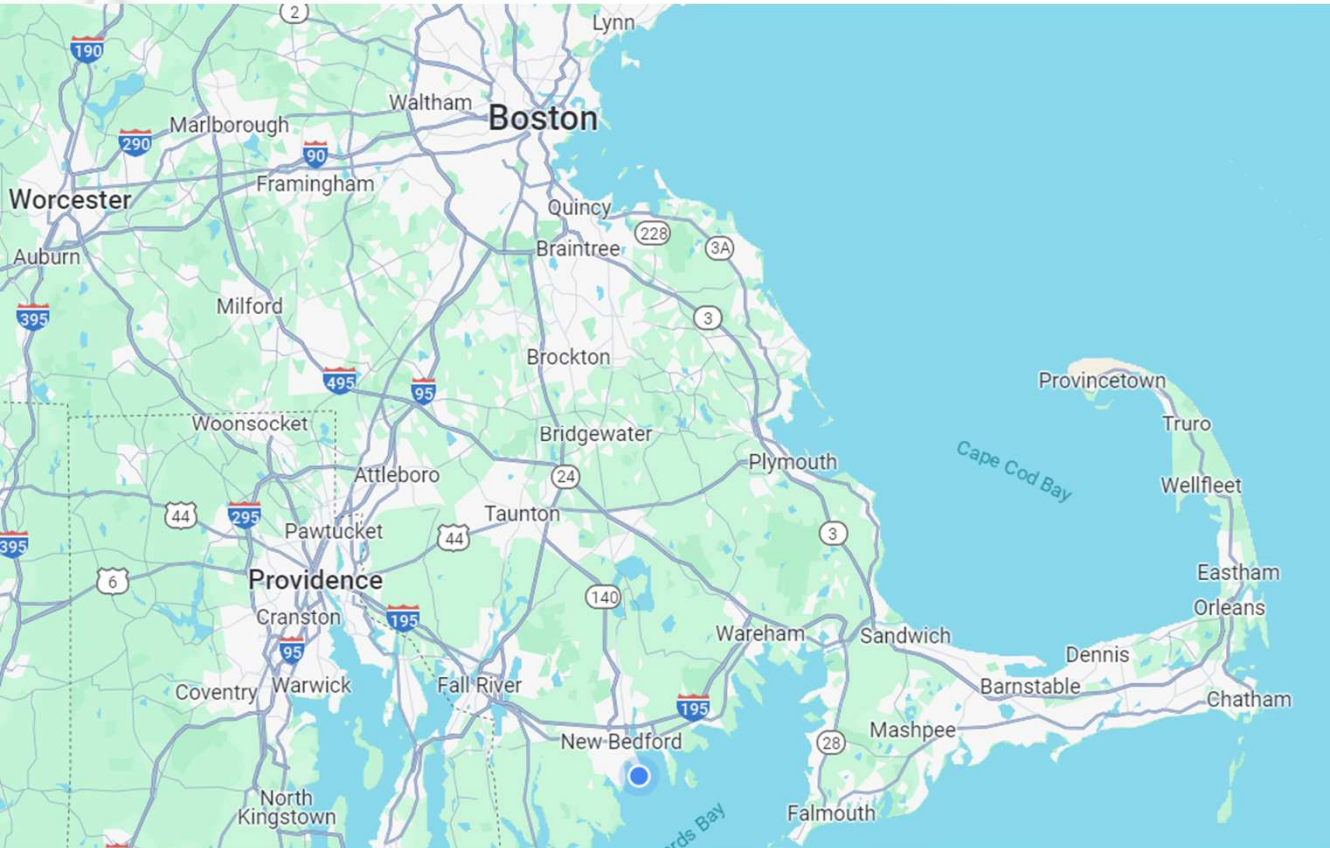 2
Lynn
190
Waltham
Boston
Marlborough
290
90
Framingham
Worcester
Quincy
228
3A
Braintree
Auburn
Milford
395
3
Brockton
495
95
Provincetown
Woonsocket
Truro
Bridgewater
Cape Cod Bay
Plymouth
Attleboro
24
Wellfleet
44
295
Taunton
Pawtucket
44
3
395
6
Providence
Eastham
140
Orleans
Cranston
195
Wareham
Sandwich
95
Dennis
Coventry
Warwick
Fall River
Barnstable
Chatham
195
Mashpee
New Bedford
28
North
Kingstown
Falmouth
rds Bay